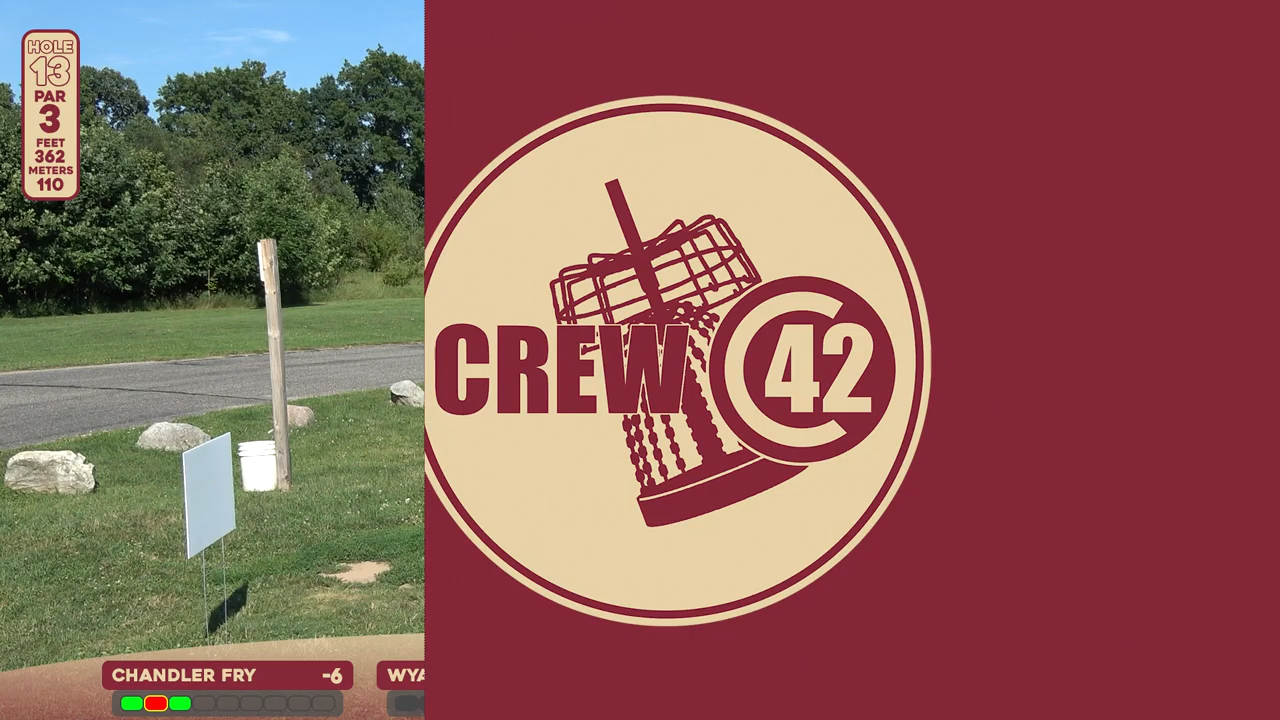 HOLE
13
PAR
3
FEET
362
METERS
110
CREW 42
CHANDLER FRY -6
WYA